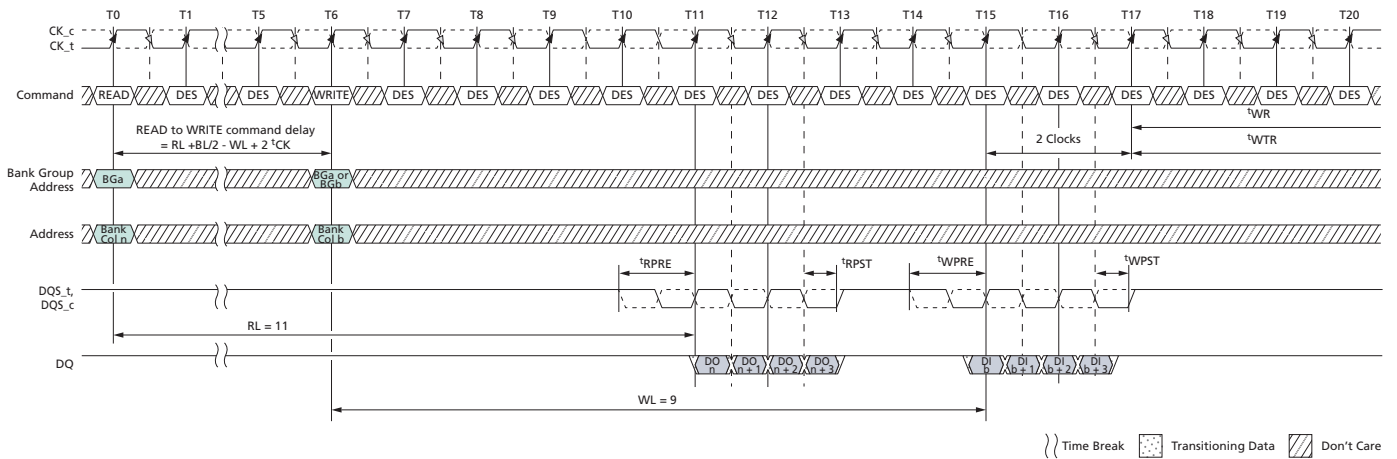 T0 T1 T5 T6 T7 T8 T9 T10 T11 T12 T13 T14 T15 T16 T17 T18 T19 T20
CK_c
CK_t
Command READ DES DES WRITE DES DES DES DES DES DES DES DES DES DES DES DES DES DES
tWR
READ to WRITE command delay
= RL +BL/2 - WL + 2 tCK
2 Clocks
tWTR
Bank Group
Address
BGa
BGa or
BGb
Address
Bank
Col n
Bank
Col b
tRPRE tRPST tWPRE tWPST
DQS_t,
DQS_c
RL = 11
DQ
DO
n
DO
n + 1
DO
n + 2
DO
n + 3
DI
b
DI
b + 1
DI
b + 2
DI
b + 3
WL = 9
Time Break Transitioning Data Don't Care